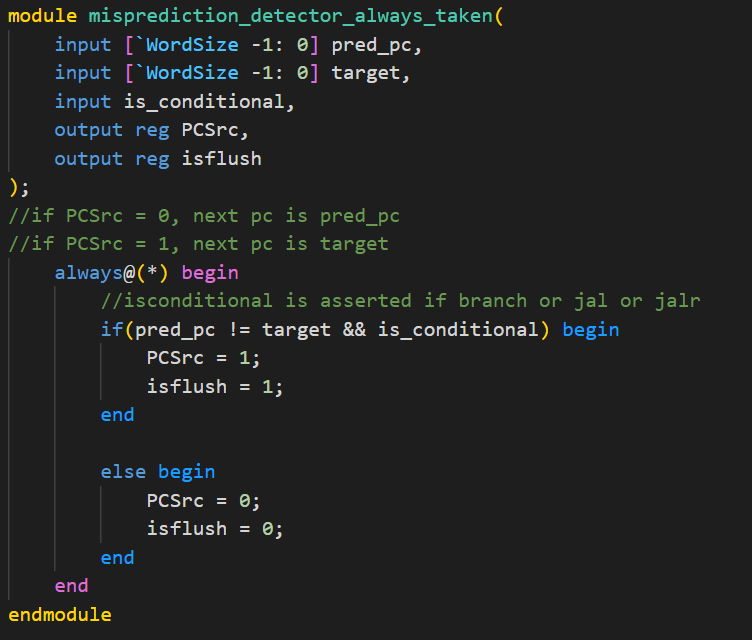 module misprediction_detector_always_taken(
    input [`WordSize -1: 0] pred_pc,
    input [`WordSize -1: 0] target,
    input is_conditional,
    output reg PCSrc,
    output reg isflush
);
//if PCSrc = 0, next pc is pred_pc
//if PCSrc = 1, next pc is target
    always@(*) begin
        //isconditional is asserted if branch or jal or jalr
        if(pred_pc != target && is_conditional) begin
            PCSrc = 1;
            isflush = 1;
        end

        else begin
            PCSrc = 0;
            isflush = 0;
        end
    end
endmodule